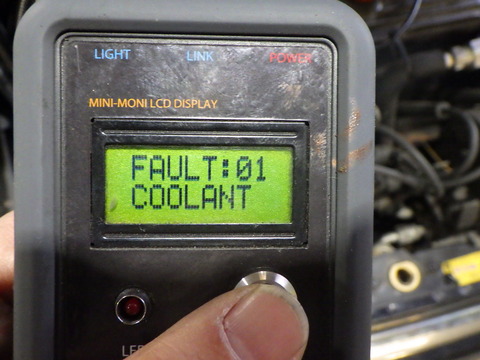 LIGHT LINK POWER
MINI-MONI LCD DISPLAY
FAULT:01
COOLANT